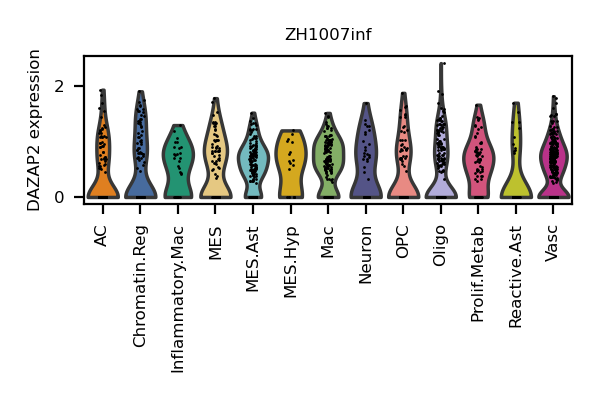 ZH1007inf
DAZAP2 expression
2
0
AC
Chromatin.Reg
Inflammatory.Mac
MES
MES.Ast
MES.Hyp
Mac
Neuron
OPC
Oligo
Prolif.Metab
Reactive.Ast
Vasc